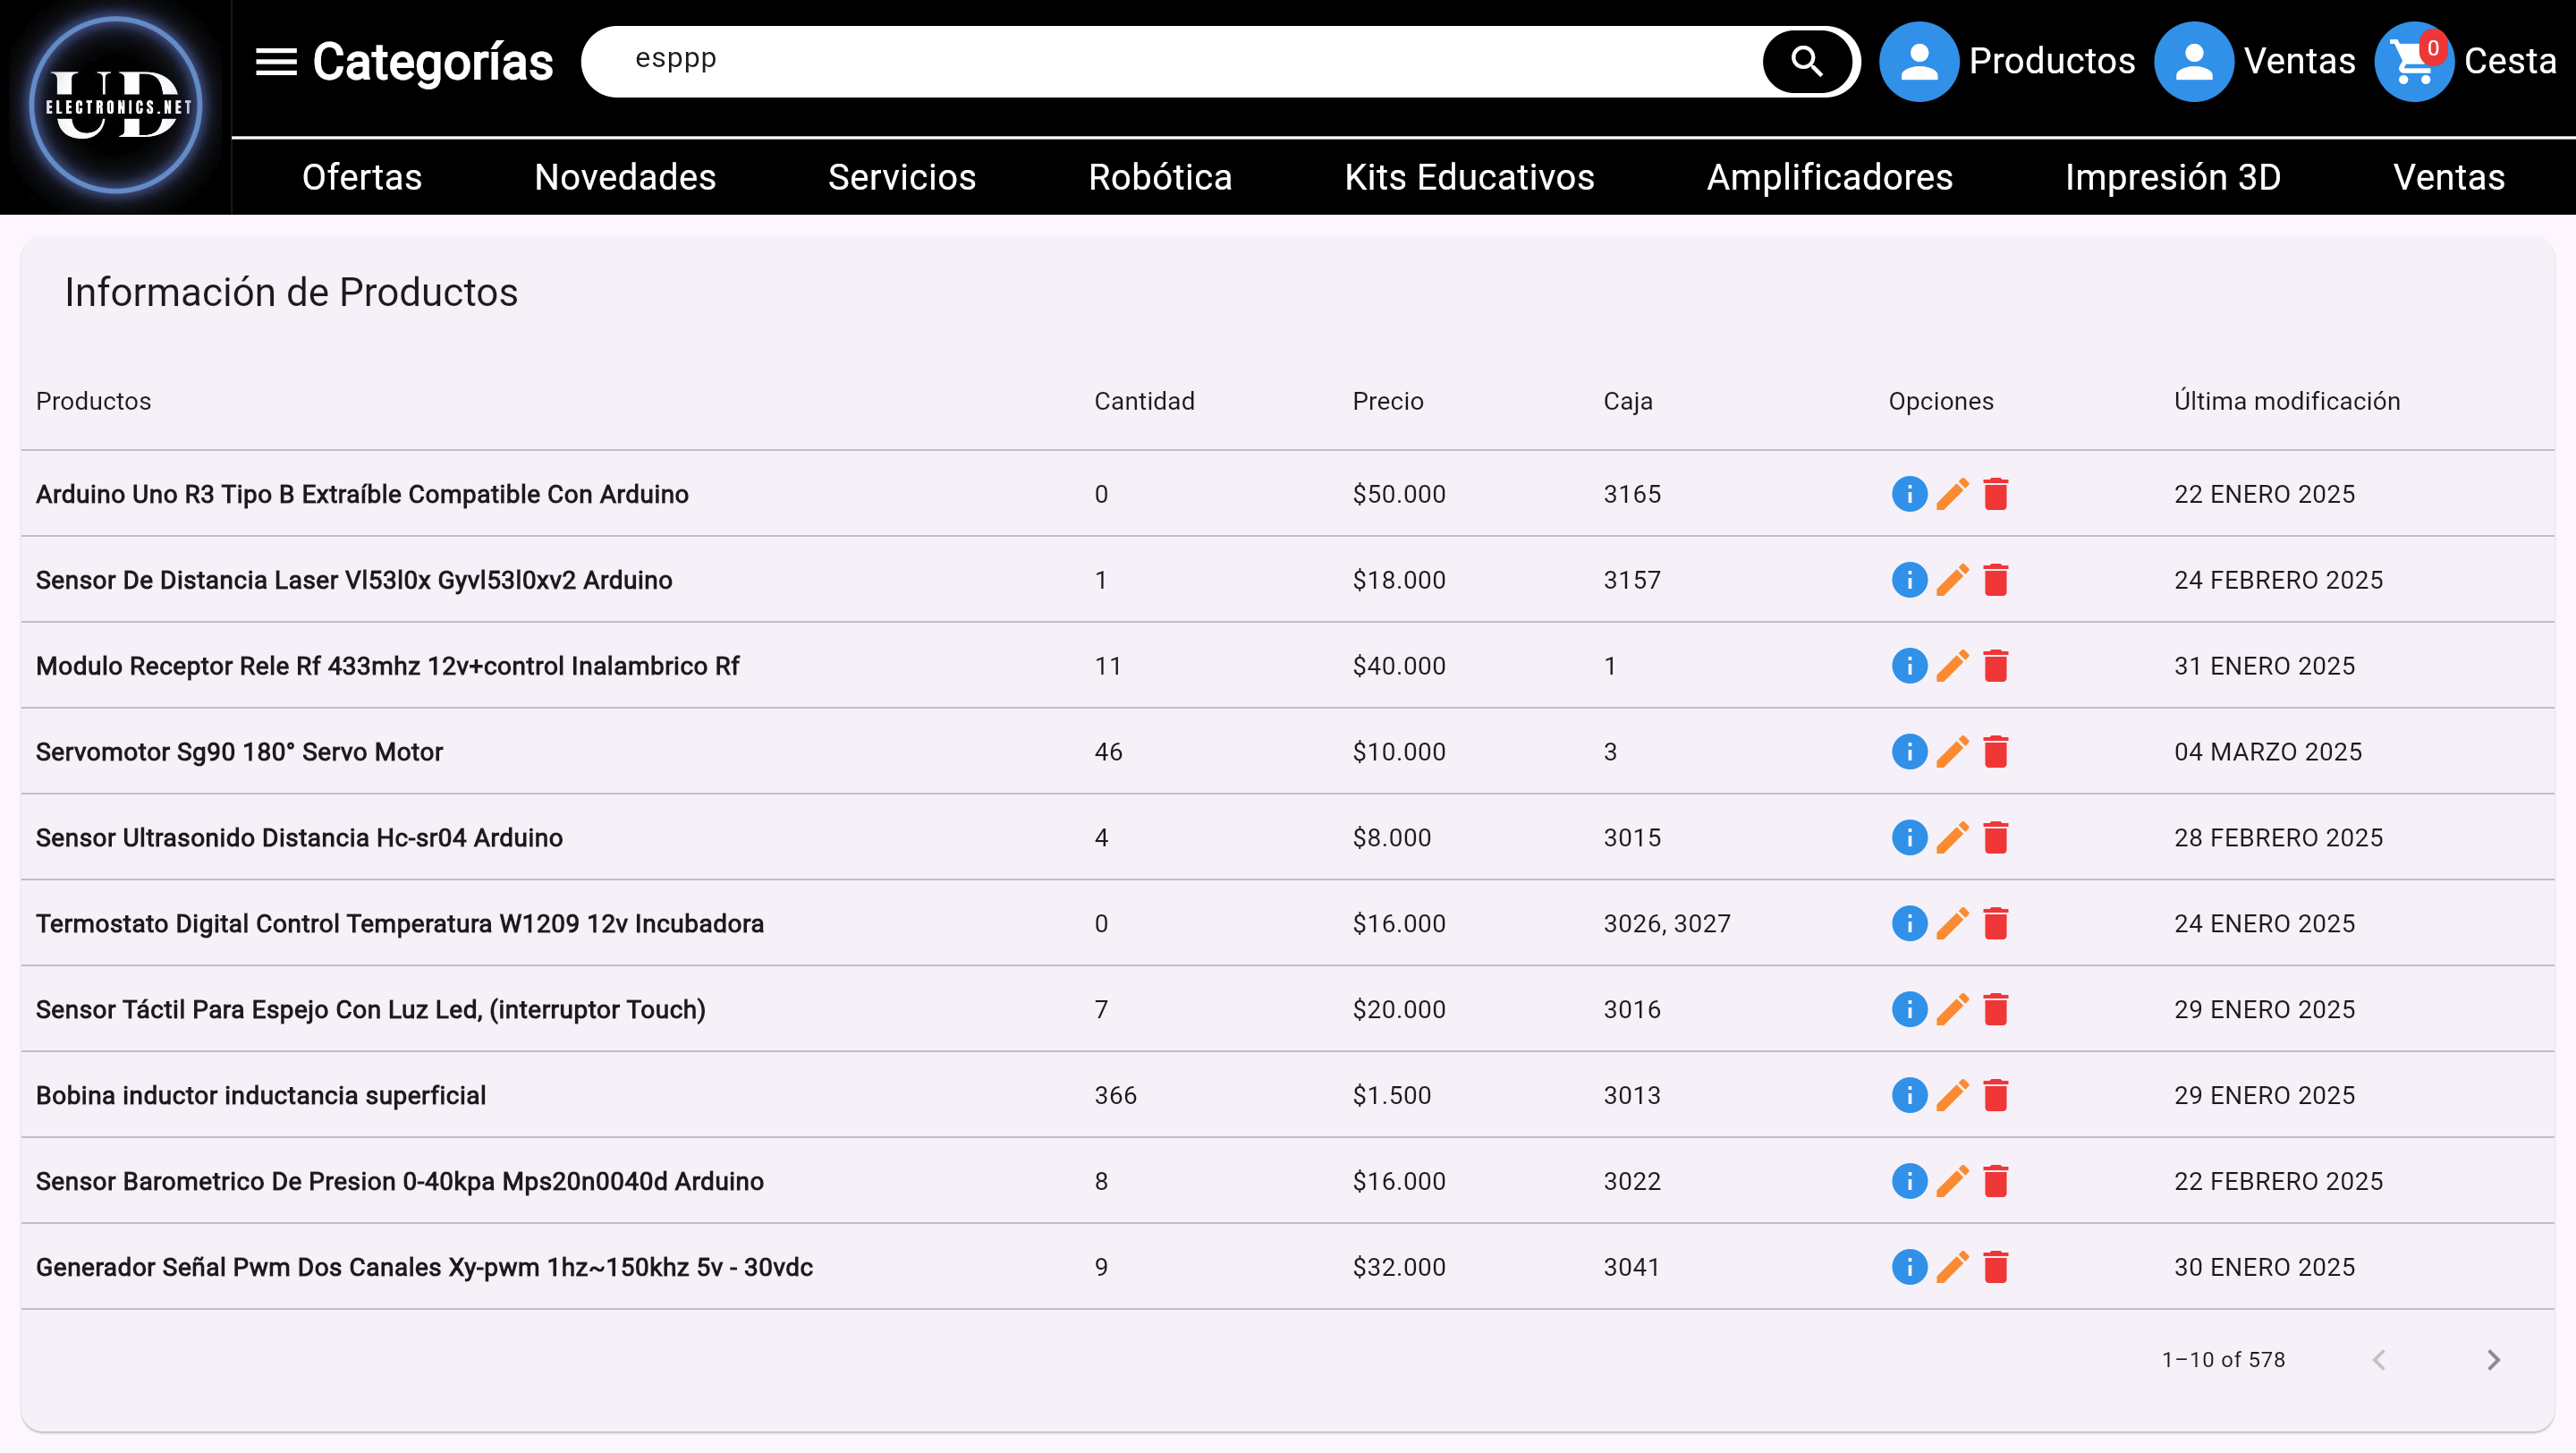 UD
ELECTRONICS.NET
Categorías
esppp
Productos
Ventas
0
Cesta
Ofertas Novedades Servicios Robótica Kits Educativos Amplificadores Impresión 3D Ventas
Información de Productos
Productos Cantidad Precio Caja Opciones Última modificación
Arduino Uno R3 Tipo B Extraíble Compatible Con Arduino 0 $50.000 3165 22 ENERO 2025
Sensor De Distancia Laser Vl53l0x Gyvl53l0xv2 Arduino 1 $18.000 3157 24 FEBRERO 2025
Modulo Receptor Rele Rf 433mhz 12v+control Inalambrico Rf 11 $40.000 1 31 ENERO 2025
Servomotor Sg90 180° Servo Motor 46 $10.000 3 04 MARZO 2025
Sensor Ultrasonido Distancia Hc-sr04 Arduino 4 $8.000 3015 28 FEBRERO 2025
Termostato Digital Control Temperatura W1209 12v Incubadora 0 $16.000 3026, 3027 24 ENERO 2025
Sensor Táctil Para Espejo Con Luz Led, (interruptor Touch) 7 $20.000 3016 29 ENERO 2025
Bobina inductor inductancia superficial 366 $1.500 3013 29 ENERO 2025
Sensor Barometrico De Presion 0-40kpa Mps20n0040d Arduino 8 $16.000 3022 22 FEBRERO 2025
Generador Señal Pwm Dos Canales Xy-pwm 1hz~150khz 5v - 30vdc 9 $32.000 3041 30 ENERO 2025
1–10 of 578